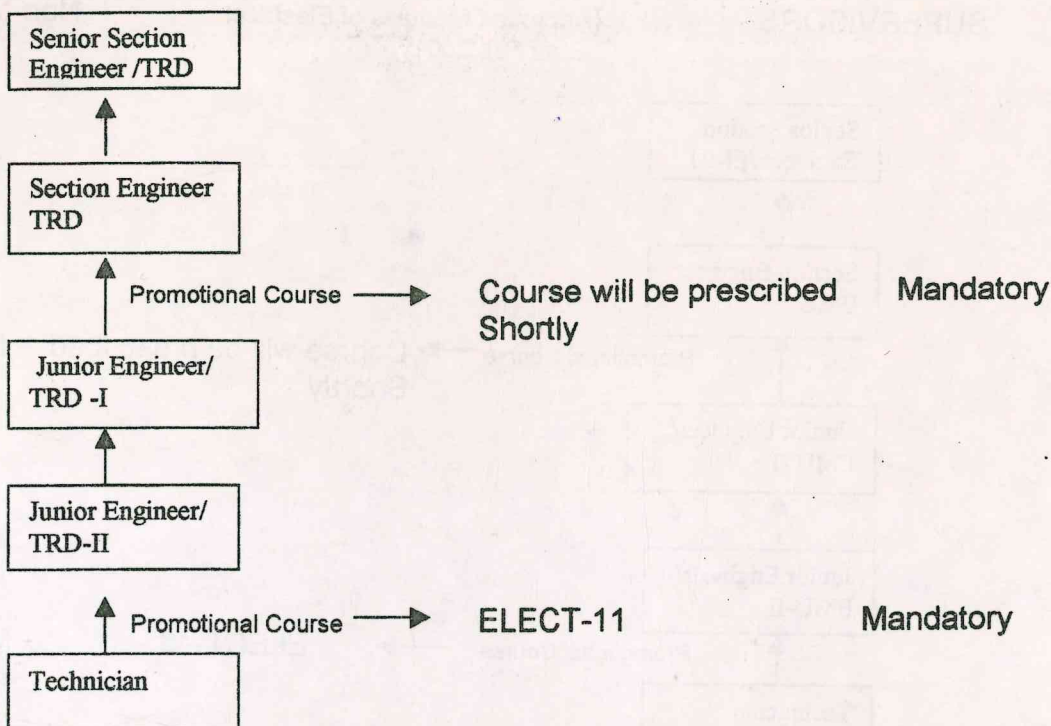 Senior Section
Engineer /TRD
Section Engineer
TRD
Promotional Course
Course will be prescribed Mandatory
Shortly
Junior Engineer/
TRD -I
Junior Engineer/
TRD-II
Promotional Course
ELECT-11 Mandatory
Technician